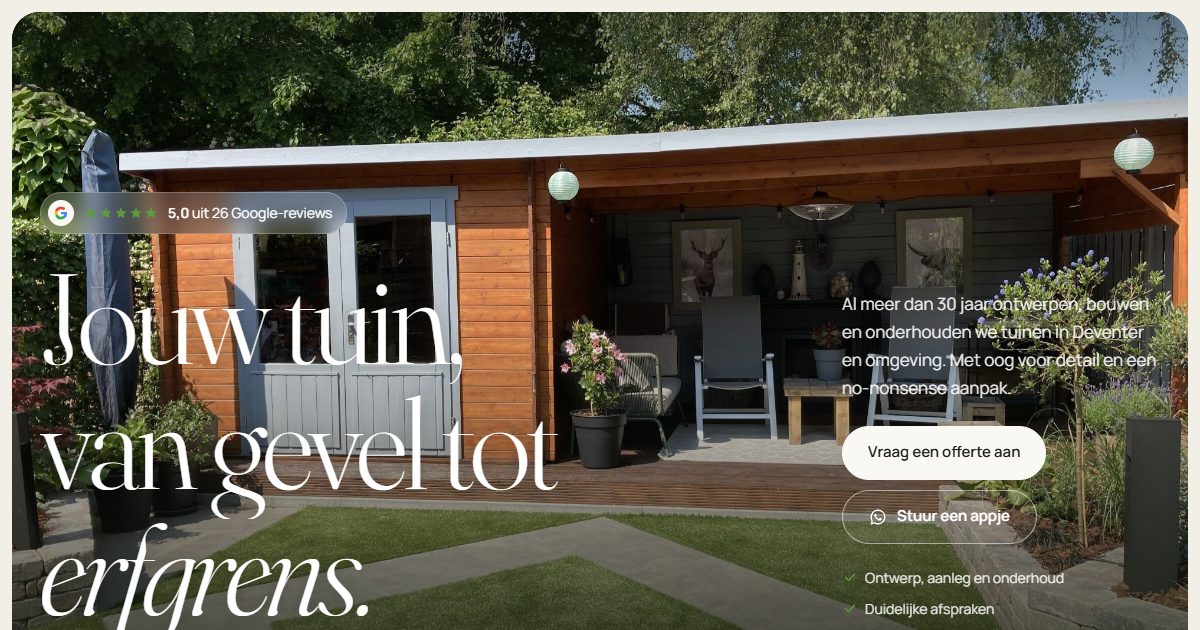 5,0 uit 26 Google-reviews
Jouw tuin,
van gevel tot
erfgrens.
Al meer dan 30 jaar ontwerpen, bouwen
en onderhouden we tuinen in Deventer
en omgeving. Met oog voor detail en een
no-nonsense aanpak.
Vraag een offerte aan
Stuur een appje
Ontwerp, aanleg en onderhoud
Duidelijke afspraken